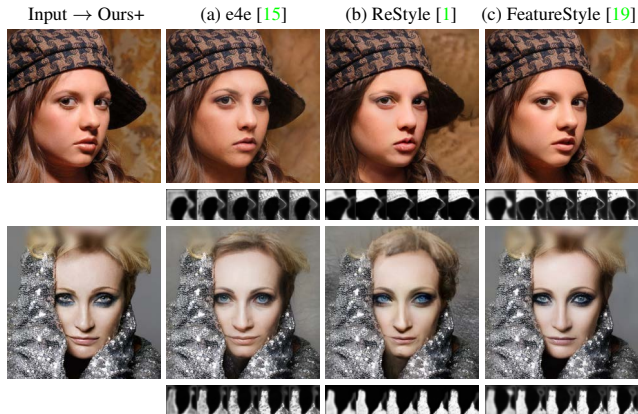 Input → Ours+ (a) e4e [15] (b) ReStyle [1] (c) FeatureStyle [19]